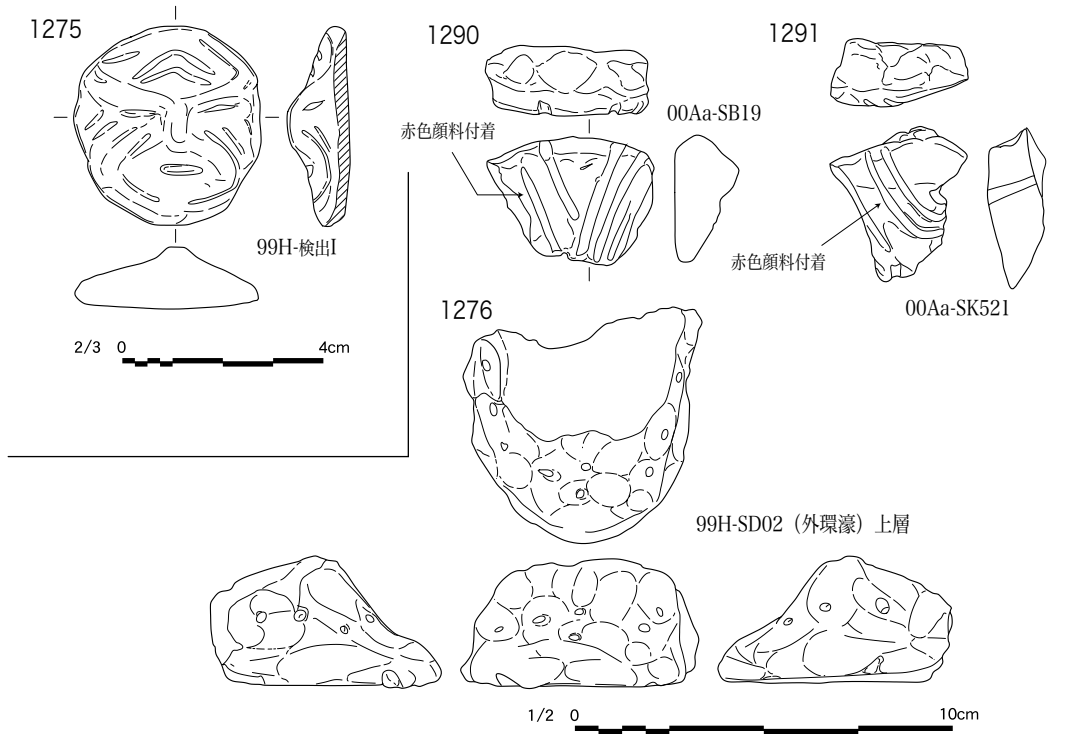 1275
99H-検出I
2/3 0 4cm
1290
00Aa-SB19
赤色顔料付着
1291
赤色顔料付着
00Aa-SK521
1276
99H-SD02（外環濠）上層
1/2 0 10cm